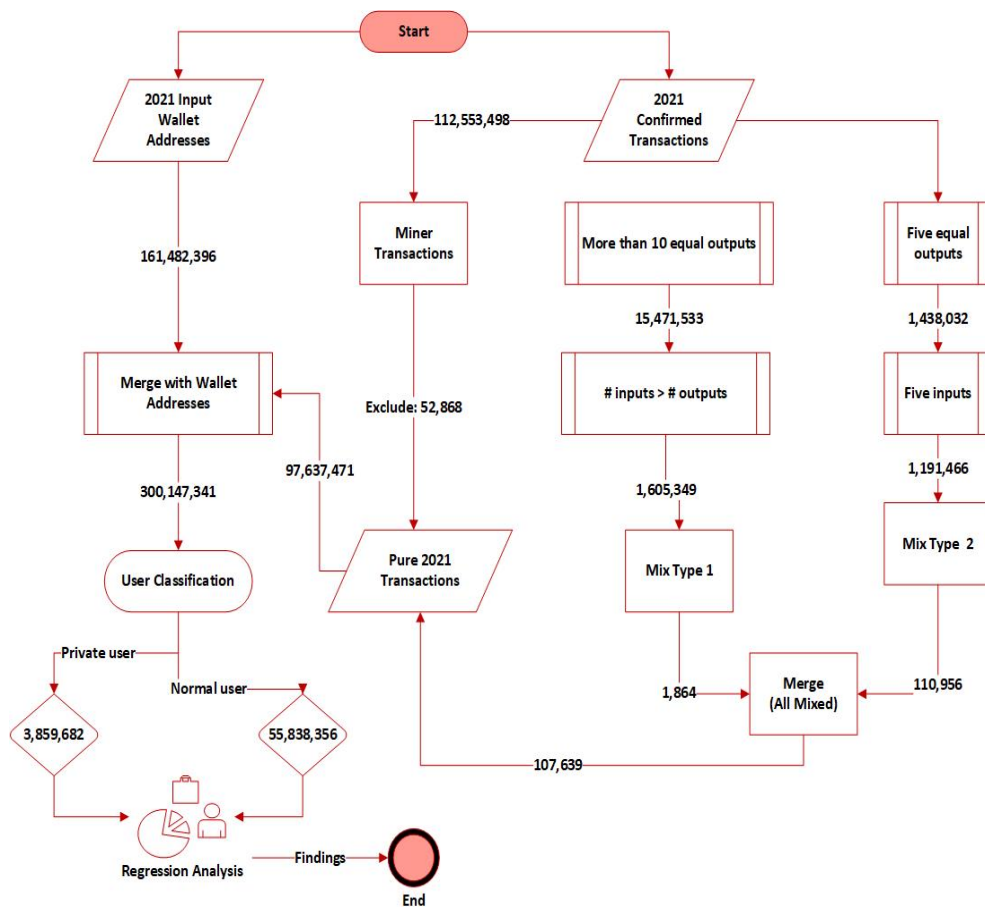 Start
2021 Input
Wallet
Addresses
2021
Confirmed
Transactions
112,553,498
Miner
Transactions
More than 10 equal outputs
Five equal
outputs
161,482,396
15,471,533
1,438,032
Merge with Wallet
Addresses
# inputs > # outputs
Five inputs
Exclude: 52,868
97,637,471
300,147,341
1,605,349
1,191,466
User Classification
Pure 2021
Transactions
Mix Type 1
Mix Type 2
Private user
Normal user
1,864
Merge
(All Mixed)
110,956
3,859,682
55,838,356
107,639
Regression Analysis
Findings
End